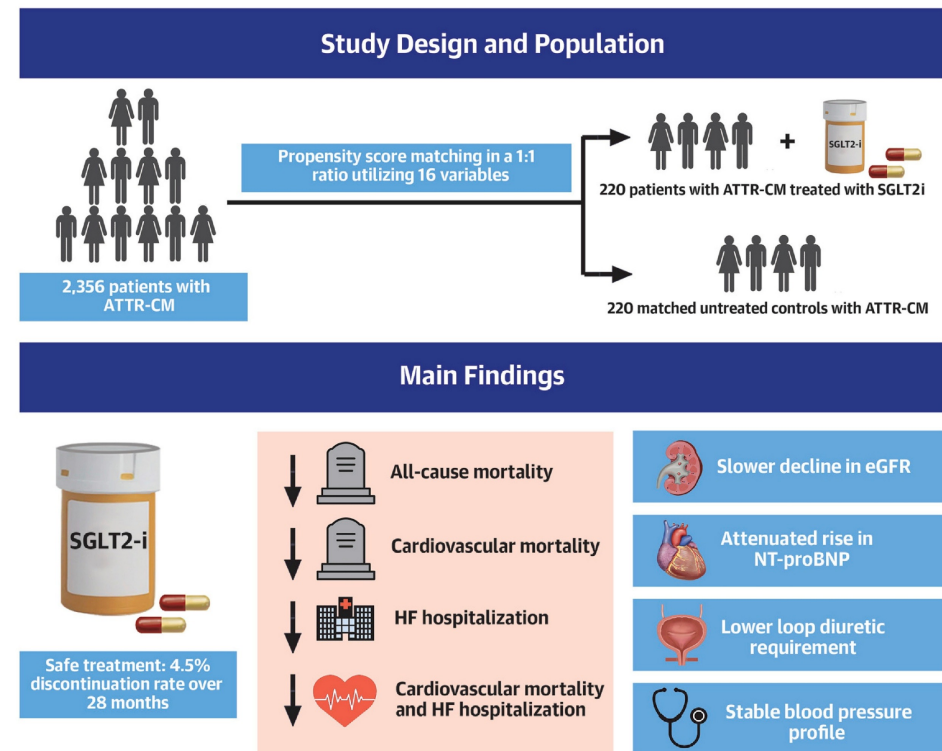 Study Design and Population
Propensity score matching in a 1:1
ratio utilizing 16 variables
2,356 patients with
ATTR-CM
+
SGLT2-i
220 patients with ATTR-CM treated with SGLT2i
220 matched untreated controls with ATTR-CM
Main Findings
SGLT2-i
Safe treatment: 4.5%
discontinuation rate over
28 months
All-cause mortality
Cardiovascular mortality
HF hospitalization
Cardiovascular mortality
and HF hospitalization
Slower decline in eGFR
Attenuated rise in
NT-proBNP
Lower loop diuretic
requirement
Stable blood pressure
profile